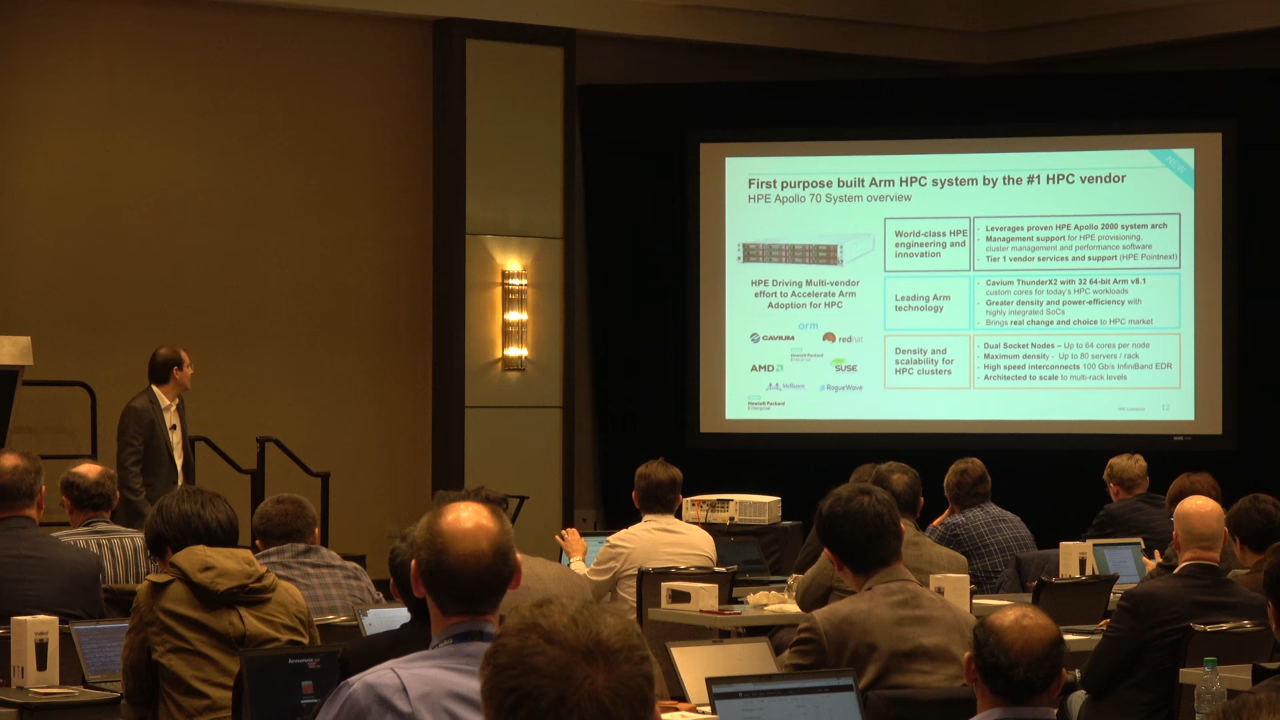 NEW
First purpose built Arm HPC system by the #1 HPC vendor
HPE Apollo 70 System overview
HPE Driving Multi-vendor
effort to Accelerate Arm
Adoption for HPC
arm
CAVIUM
redhat
Hewlett Packard
Enterprise
AMD
SUSE
Mellanox
RogueWave
Hewlett Packard
Enterprise
World-class HPE
engineering and
innovation
- Leverages proven HPE Apollo 2000 system arch
- Management support for HPE provisioning,
cluster management and performance software
- Tier 1 vendor services and support (HPE Pointnext)
Leading Arm
technology
- Cavium ThunderX2 with 32 64-bit Arm v8.1
custom cores for today's HPC workloads
- Greater density and power-efficiency with
highly integrated SoCs
- Brings real change and choice to HPC market
Density and
scalability for
HPC clusters
- Dual Socket Nodes – Up to 64 cores per node
- Maximum density - Up to 80 servers / rack
- High speed interconnects 100 Gb/s InfiniBand EDR
- Architected to scale to multi-rack levels
12